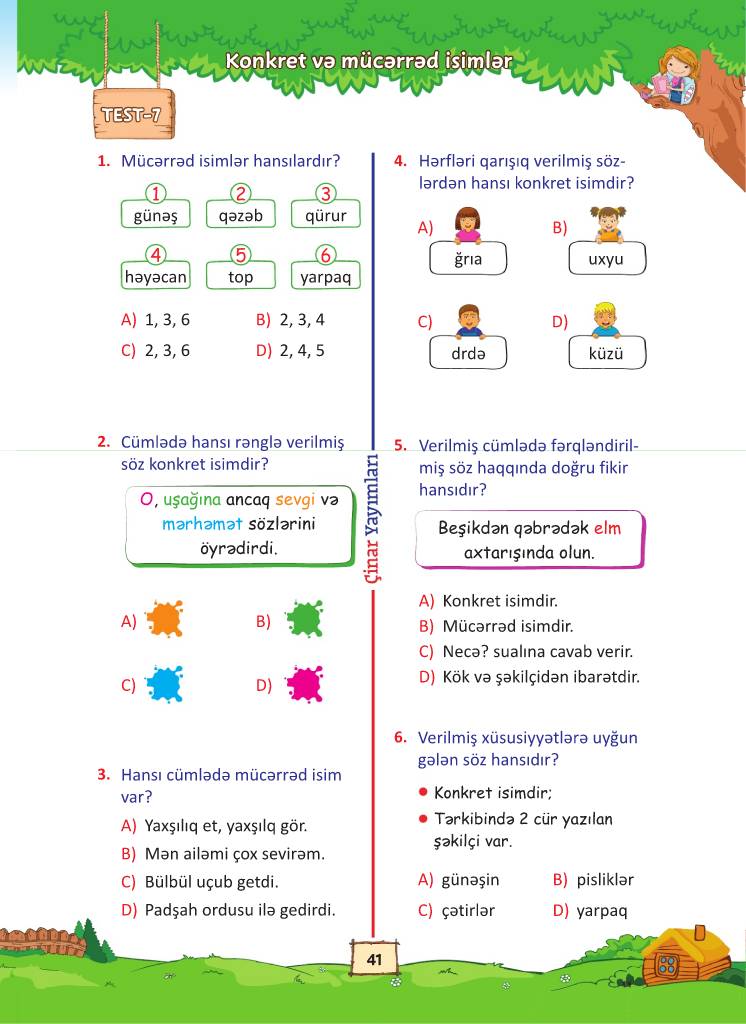 Konkret və mücərrəd isimlər
TEST-7
1. Mücərrəd isimlər hansılardır?
1 2 3
günəş qəzəb qürur
4 5 6
həyəcan top yarpaq
A) 1, 3, 6 B) 2, 3, 4
C) 2, 3, 6 D) 2, 4, 5
2. Cümlədə hansı rənglə verilmiş
söz konkret isimdir?
O, uşağına ancaq sevgi və
mərhəmət sözlərini
öyrədirdi.
A) B)
C) D)
3. Hansı cümlədə mücərrəd isim
var?
A) Yaxşılıq et, yaxşılq gör.
B) Mən ailəmi çox sevirəm.
C) Bülbül uçub getdi.
D) Padşah ordusu ilə gedirdi.
Çinar Yayımları
4. Hərfləri qarışıq verilmiş söz-
lərdən hansı konkret isimdir?
A) B)
ğrıa uxyu
C) D)
drdə küzü
5. Verilmiş cümlədə fərqləndiril-
miş söz haqqında doğru fikir
hansıdır?
Beşikdən qəbrədək elm
axtarışında olun.
A) Konkret isimdir.
B) Mücərrəd isimdir.
C) Necə? sualına cavab verir.
D) Kök və şəkilçidən ibarətdir.
6. Verilmiş xüsusiyyətlərə uyğun
gələn söz hansıdır?
• Konkret isimdir;
• Tərkibində 2 cür yazılan
şəkilçi var.
A) günəşin B) pisliklər
C) çətirlər D) yarpaq
41